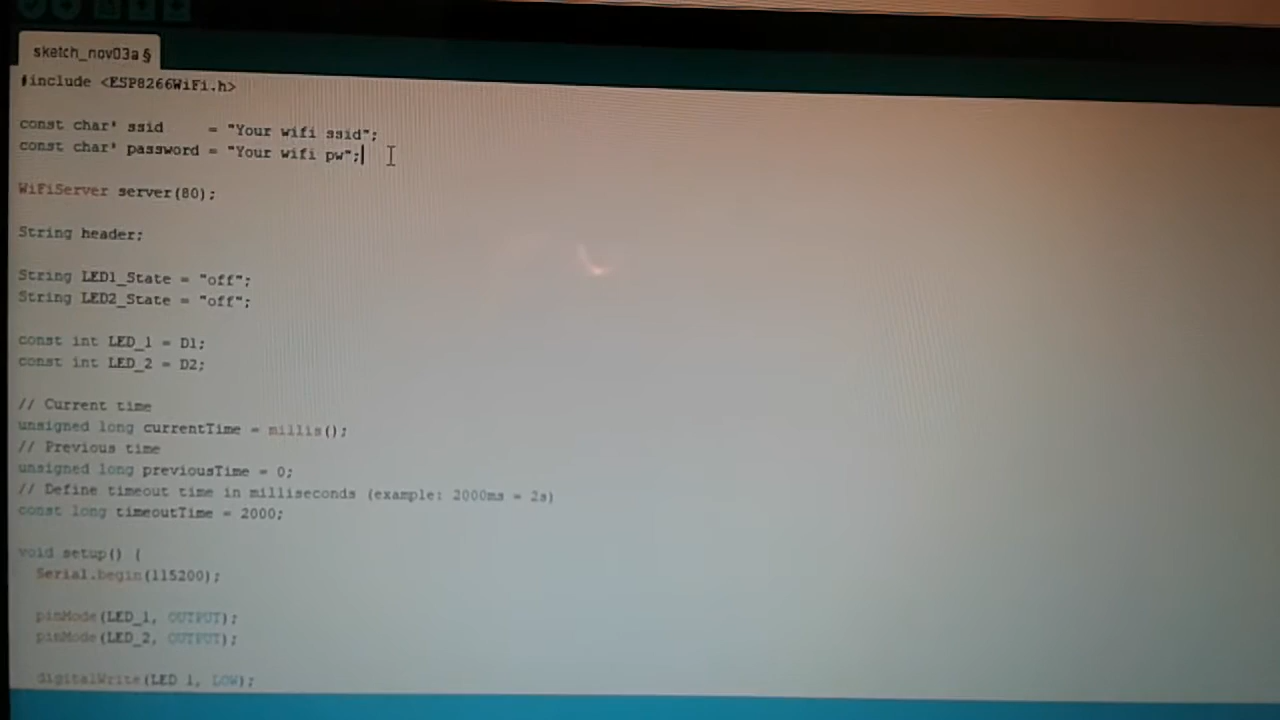 sketch_nov03a §
#include <ESP8266WiFi.h>
const char* ssid     = "Your wifi ssid";
const char* password = "Your wifi pw";
WiFiServer server(80);
String header;
String LED1_State = "off";
String LED2_State = "off";
const int LED_1 = D1;
const int LED_2 = D2;
// Current time
unsigned long currentTime = millis();
// Previous time
unsigned long previousTime = 0;
// Define timeout time in milliseconds (example: 2000ms = 2s)
const long timeoutTime = 2000;
void setup() {
  Serial.begin(115200);
  pinMode(LED_1, OUTPUT);
  pinMode(LED_2, OUTPUT);
  digitalWrite(LED_1, LOW);